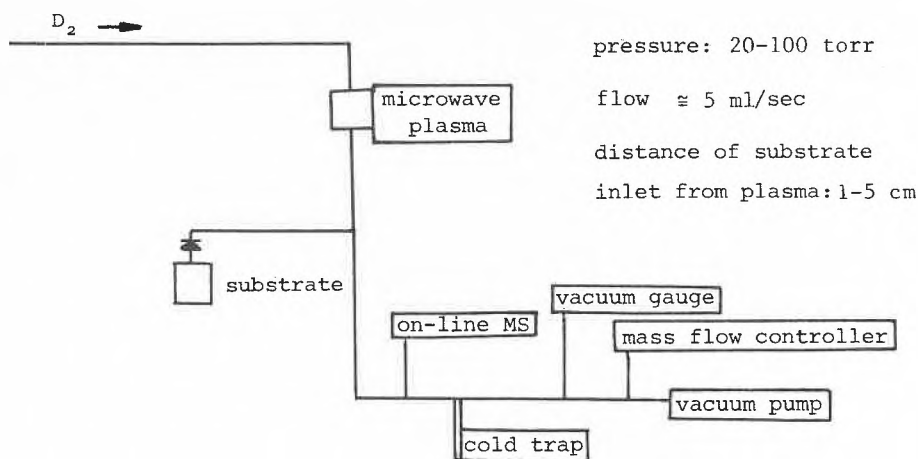 D2
pressure: 20-100 torr
microwave
plasma
flow ≅ 5 ml/sec
distance of substrate
inlet from plasma: 1-5 cm
substrate
vacuum gauge
on-line MS
mass flow controller
vacuum pump
cold trap